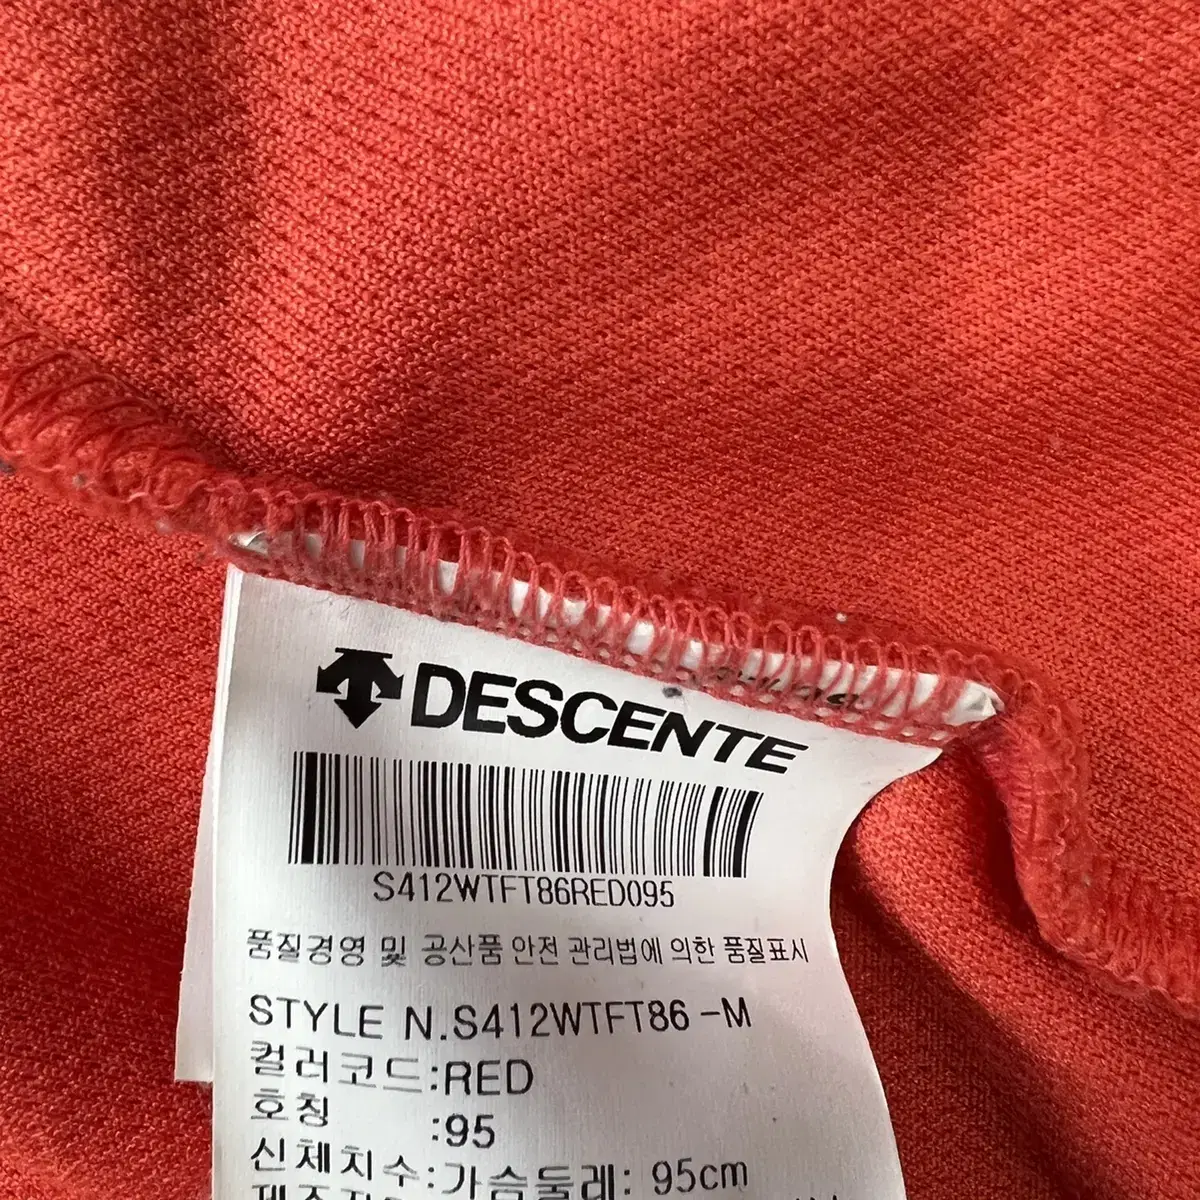 DESCENTE
S412WTFT86RED095
품질경영 및 공산품 안전 관리법에 의한 품질표시
STYLE N.S412WTFT86-M
컬러코드:RED
호칭 :95
신체치수:가슴둘레: 95cm